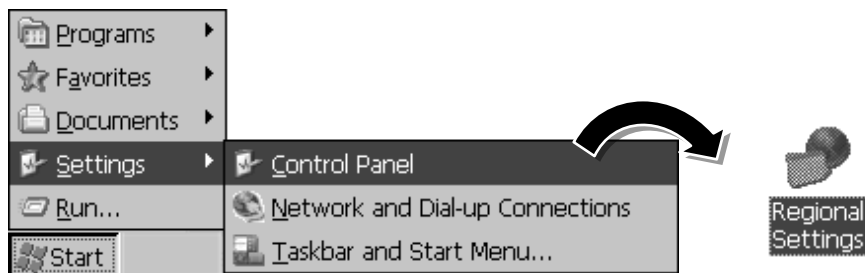 Programs
Favorites
Documents
Settings
Run...
Start
Control Panel
Network and Dial-up Connections
Taskbar and Start Menu...
Regional
Settings